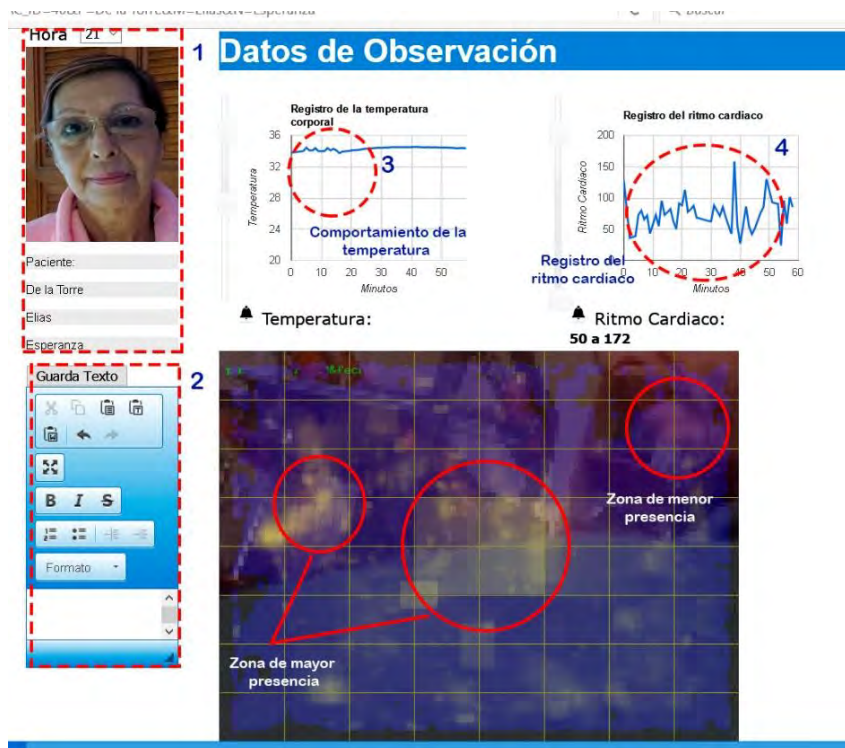 Hora 21
1
Datos de Observación
Registro de la temperatura
corporal
36
32
28
24
20
Temperatura
3
Comportamiento de la
temperatura
0 10 20 30 40 50
Minutos
Registro del ritmo cardiaco
200
150
100
50
0
Ritmo Cardiaco
4
Registro del
ritmo cardiaco
10 20 30 40 50 60
Minutos
Paciente:
De la Torre
Elias
Esperanza
Temperatura:
Ritmo Cardiaco:
50 a 172
Guarda Texto
2
B I S
Formato
Zona de menor
presencia
Zona de mayor
presencia